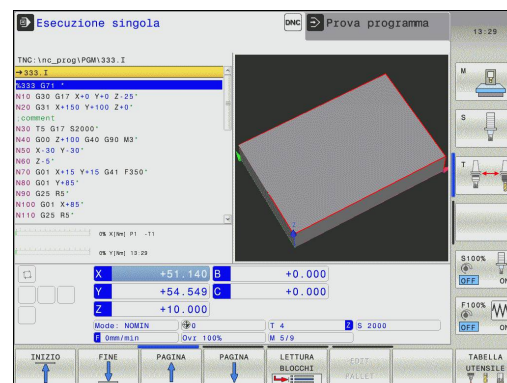 Esecuzione singola
DNC
Prova programma
13:29
TNC:\nc_prog\PGM\333.I
→333.I
%333 G71 *
N10 G30 G17 X+0 Y+0 Z-25*
N20 G31 X+150 Y+100 Z+0*
;comment
N30 T5 G17 S2000*
N40 G00 Z+100 G40 G90 M3*
N50 X-30 Y-30*
N60 Z-5*
N70 G01 X+15 Y+15 G41 F350*
N80 G01 Y+85*
N90 G25 R5*
N100 G01 X+85*
N110 G25 R5*
0% X[Nm] P1 -T1
0% Y[Nm] 13:29
X +51.140 B +0.000
Y +54.549 C +0.000
Z +10.000
Mode: NOMIN 0 T 4 Z S 2000
F 0mm/min Ovr 100% M 5/9
M
S
T
S100%
OFF ON
F100%
OFF ON
INIZIO
FINE
PAGINA
PAGINA
LETTURA
BLOCCHI
EDIT
PALLET
TABELLA
UTENSILE